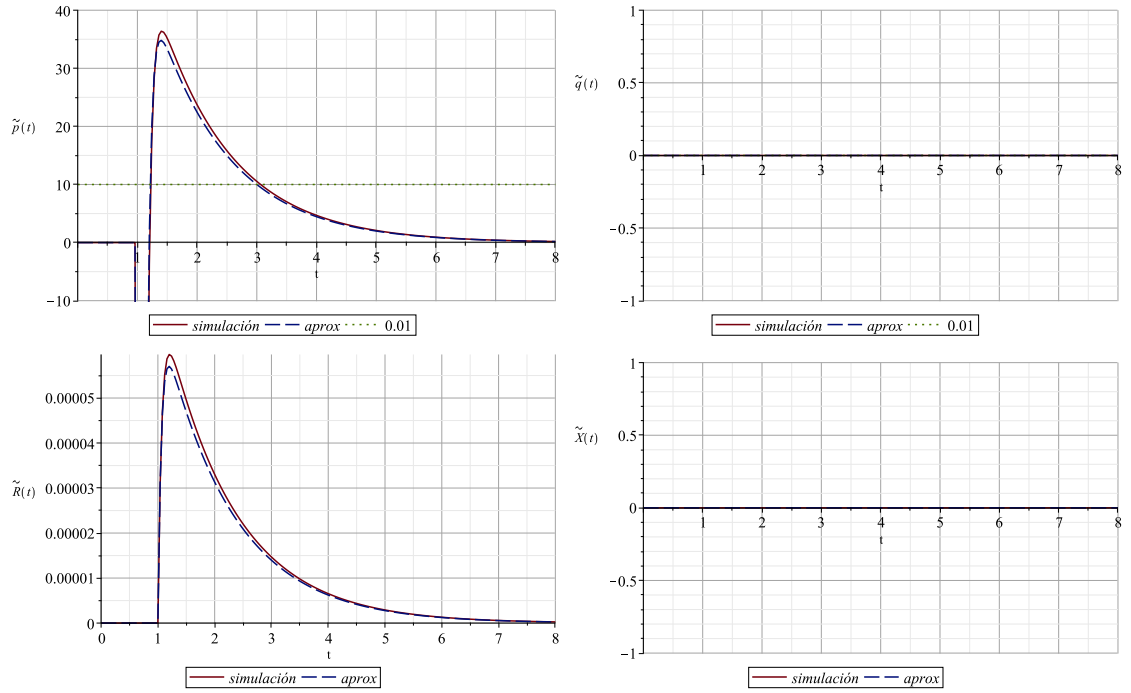 40
30
20
10
0
−10
p̃(t)
1 2 3 4 5 6 7 8
t
simulación aprox 0.01
1
0.5
0
−0.5
−1
q̃(t)
1 2 3 4 5 6 7 8
t
simulación aprox 0.01
0.00005
0.00004
0.00003
0.00002
0.00001
0
R̃(t)
0 1 2 3 4 5 6 7 8
t
simulación aprox
1
0.5
0
−0.5
−1
X̃(t)
1 2 3 4 5 6 7 8
t
simulación aprox